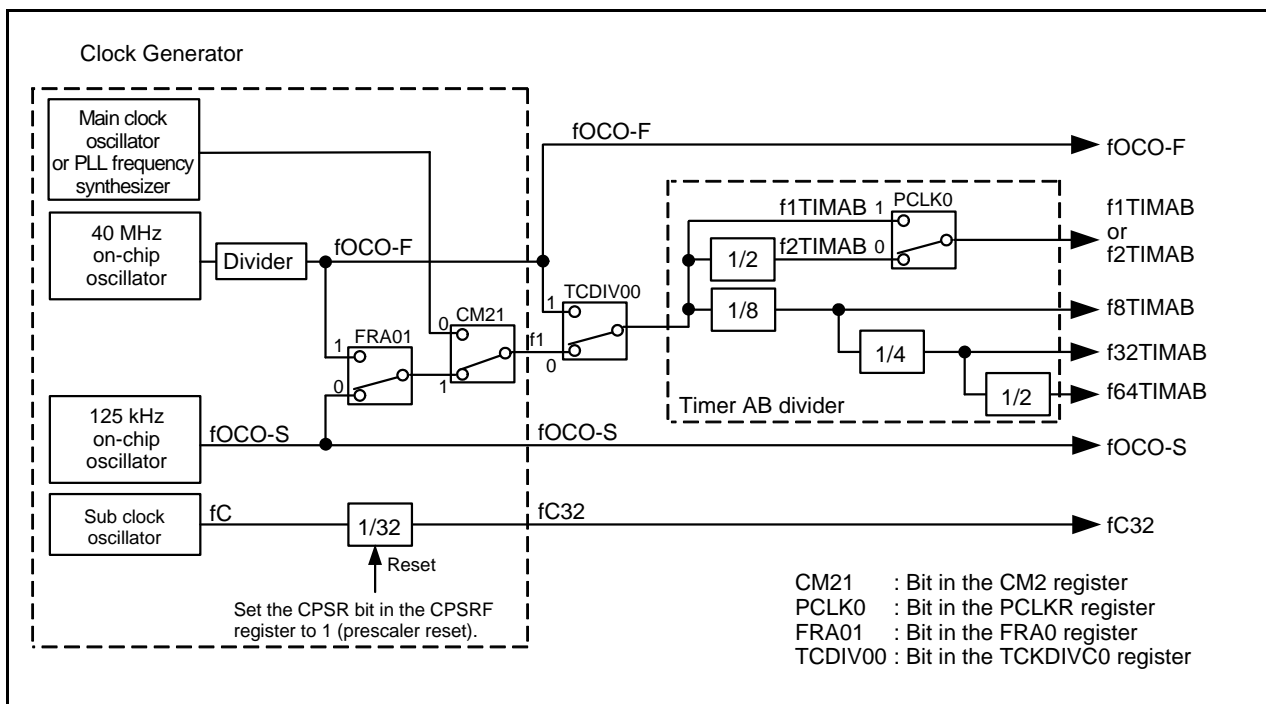 Clock Generator
Main clock
oscillator
or PLL frequency
synthesizer
40 MHz
on-chip
oscillator
Divider
fOCO-F
fOCO-F
fOCO-F
FRA01
1
0
CM21
0
1
f1
TCDIV00
1
0
f1TIMAB 1
f2TIMAB 0
PCLK0
1/2
1/8
1/4
1/2
Timer AB divider
f1TIMAB
or
f2TIMAB
f8TIMAB
f32TIMAB
f64TIMAB
125 kHz
on-chip
oscillator
fOCO-S
fOCO-S
fOCO-S
Sub clock
oscillator
fC
1/32
fC32
fC32
Reset
Set the CPSR bit in the CPSRF
register to 1 (prescaler reset).
CM21 : Bit in the CM2 register
PCLK0 : Bit in the PCLKR register
FRA01 : Bit in the FRA0 register
TCDIV00 : Bit in the TCKDIVC0 register